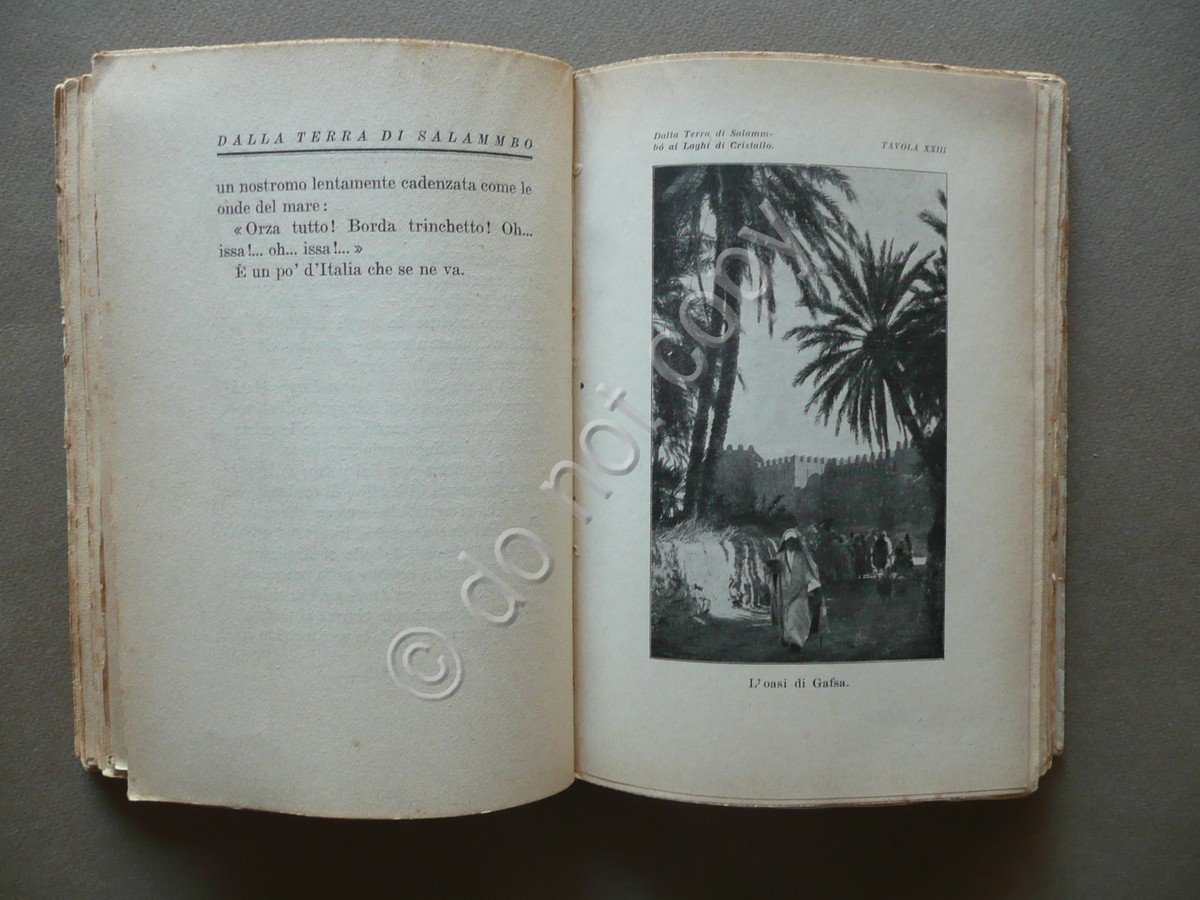 DALLA TERRA DI SALAMMBO
un nostromo lentamente cadenzata come le
onde del mare:
« Orza tutto! Borda trinchetto! Oh...
issa!... oh... issa!... »
È un po' d'Italia che se ne va.
Dalla Terra di Salamm-
bô ai Laghi di Cristallo.
TAVOLA XXIII
L'oasi di Gafsa.
© do not copy